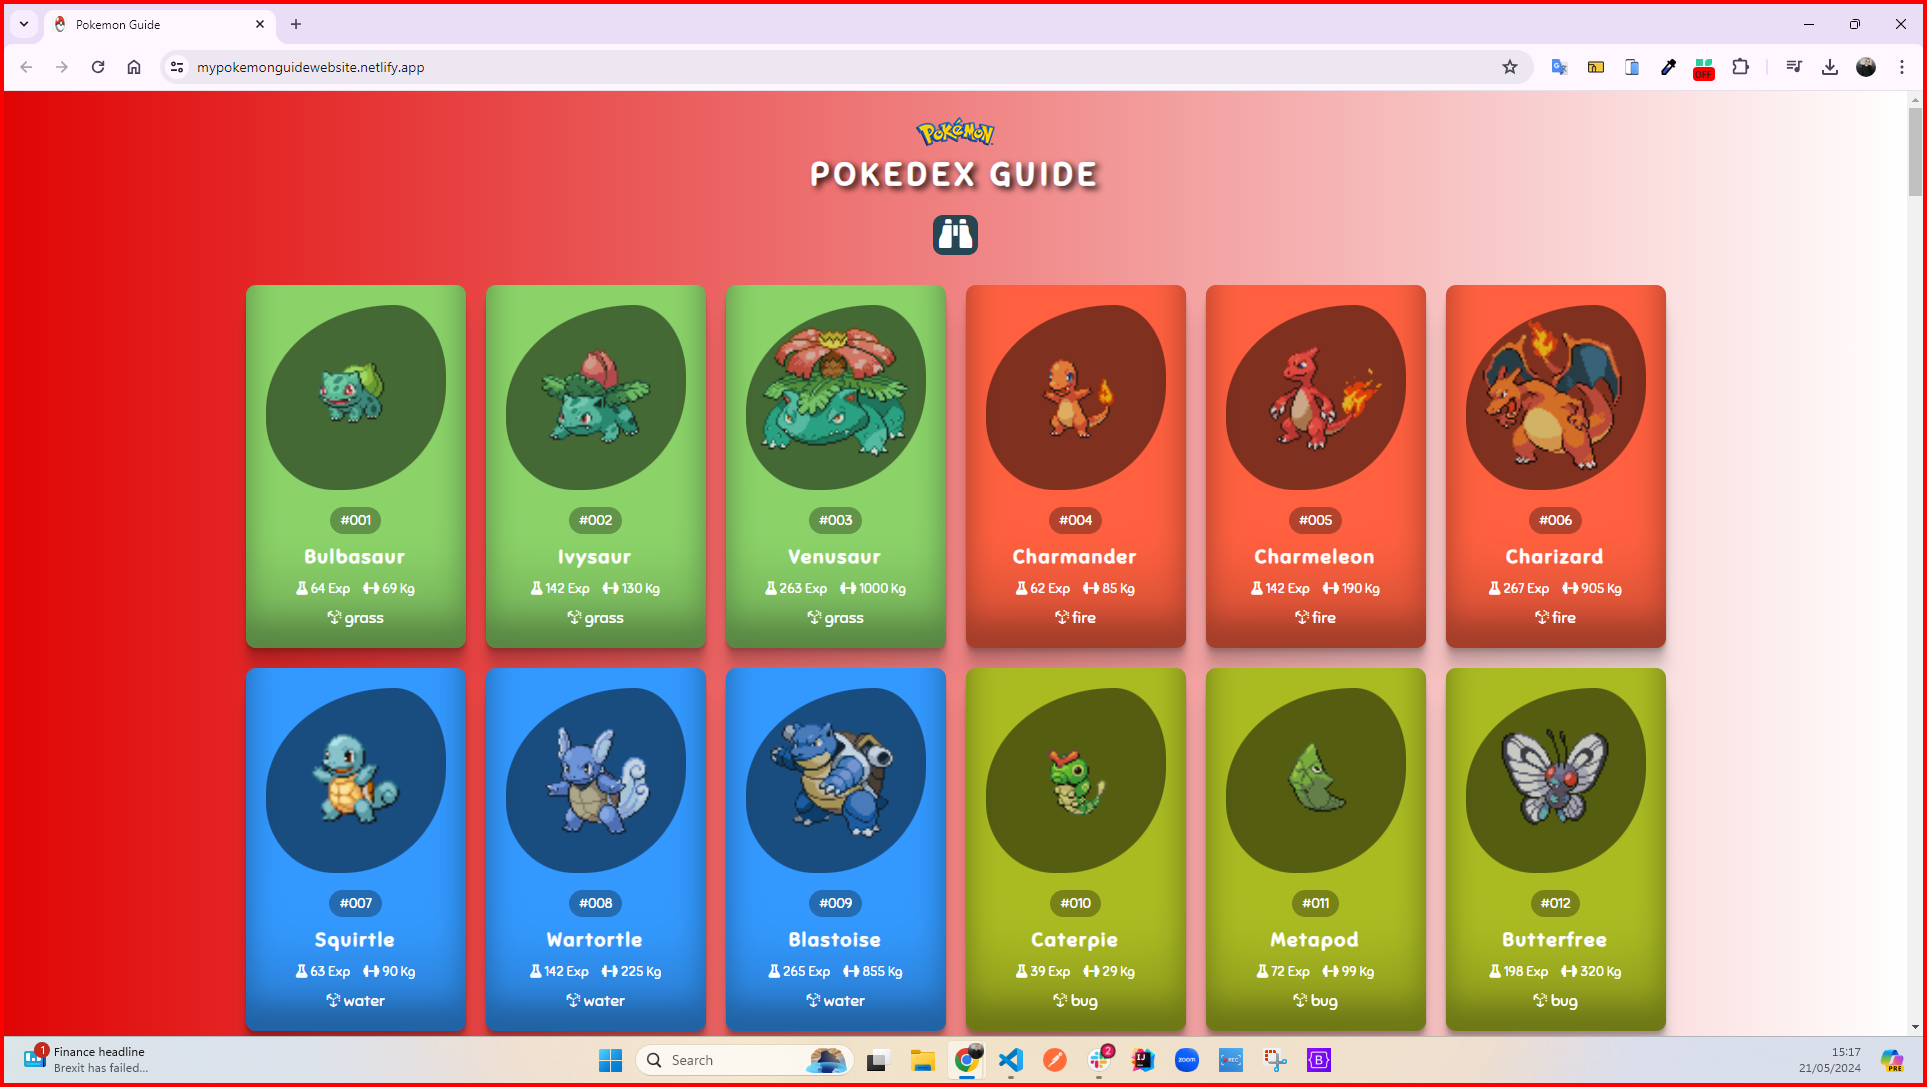 Pokemon Guide
mypokemonguidewebsite.netlify.app
OFF
POKÉMON
POKEDEX GUIDE
#001 #002 #003 #004 #005 #006
Bulbasaur Ivysaur Venusaur Charmander Charmeleon Charizard
64 Exp 69 Kg 142 Exp 130 Kg 263 Exp 1000 Kg 62 Exp 85 Kg 142 Exp 190 Kg 267 Exp 905 Kg
grass grass grass fire fire fire
#007 #008 #009 #010 #011 #012
Squirtle Wartortle Blastoise Caterpie Metapod Butterfree
63 Exp 90 Kg 142 Exp 225 Kg 265 Exp 855 Kg 39 Exp 29 Kg 72 Exp 99 Kg 198 Exp 320 Kg
water water water bug bug bug
1 Finance headline
Brexit has failed...
Search
2
zoom
REC
B
15:17
21/05/2024
PRE